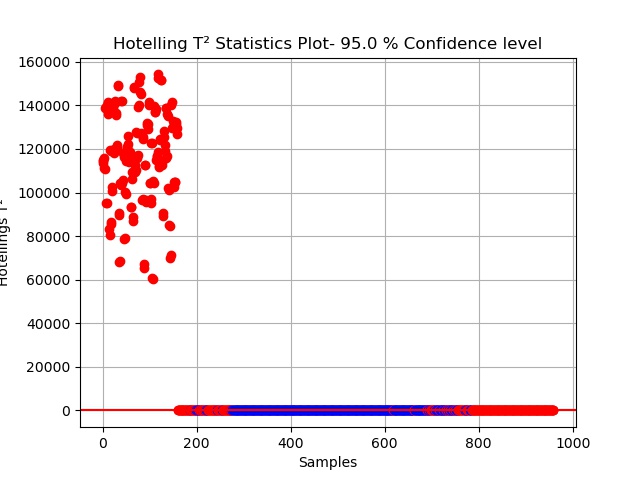 Hotelling T² Statistics Plot- 95.0 % Confidence level
160000
140000
120000
100000
80000
60000
40000
20000
0
Hotellings T²
0 200 400 600 800 1000
Samples